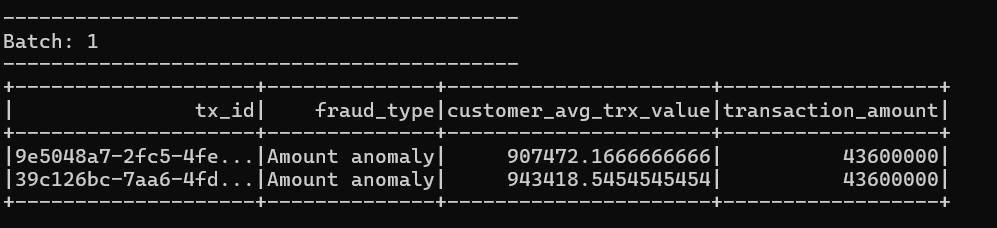 -------------------------------------------
Batch: 1
-------------------------------------------
+--------------------+--------------+----------------------+------------------+
|               tx_id|    fraud_type|customer_avg_trx_value|transaction_amount|
+--------------------+--------------+----------------------+------------------+
|9e5048a7-2fc5-4fe...|Amount anomaly|     907472.1666666666|          43600000|
|39c126bc-7aa6-4fd...|Amount anomaly|     943418.5454545454|          43600000|
+--------------------+--------------+----------------------+------------------+